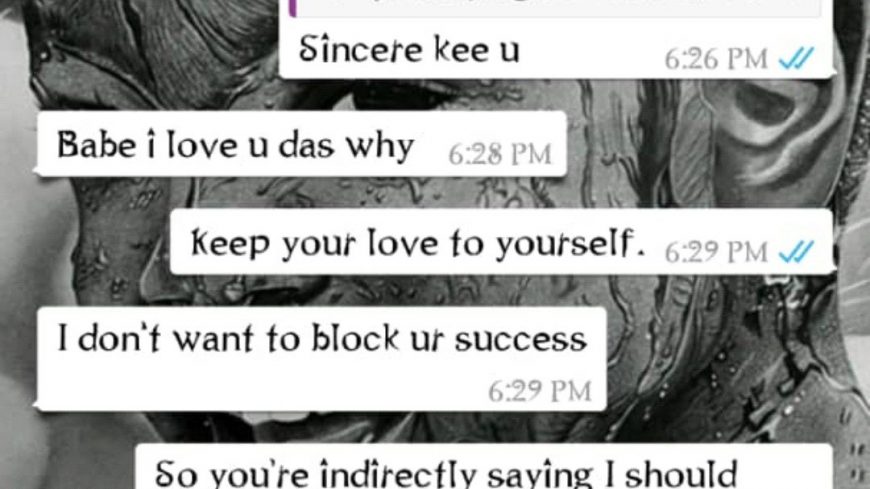 Sincere kee u
6:26 PM
Babe i love u das why
6:28 PM
Keep your love to yourself.
6:29 PM
I don't want to block ur success
6:29 PM
So you're indirectly saying I should